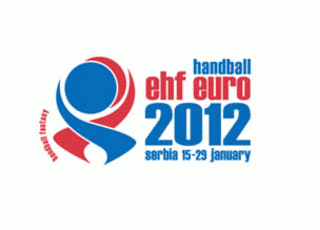 handball
ehf euro
2012
serbia 15-29 january
handball fantasy